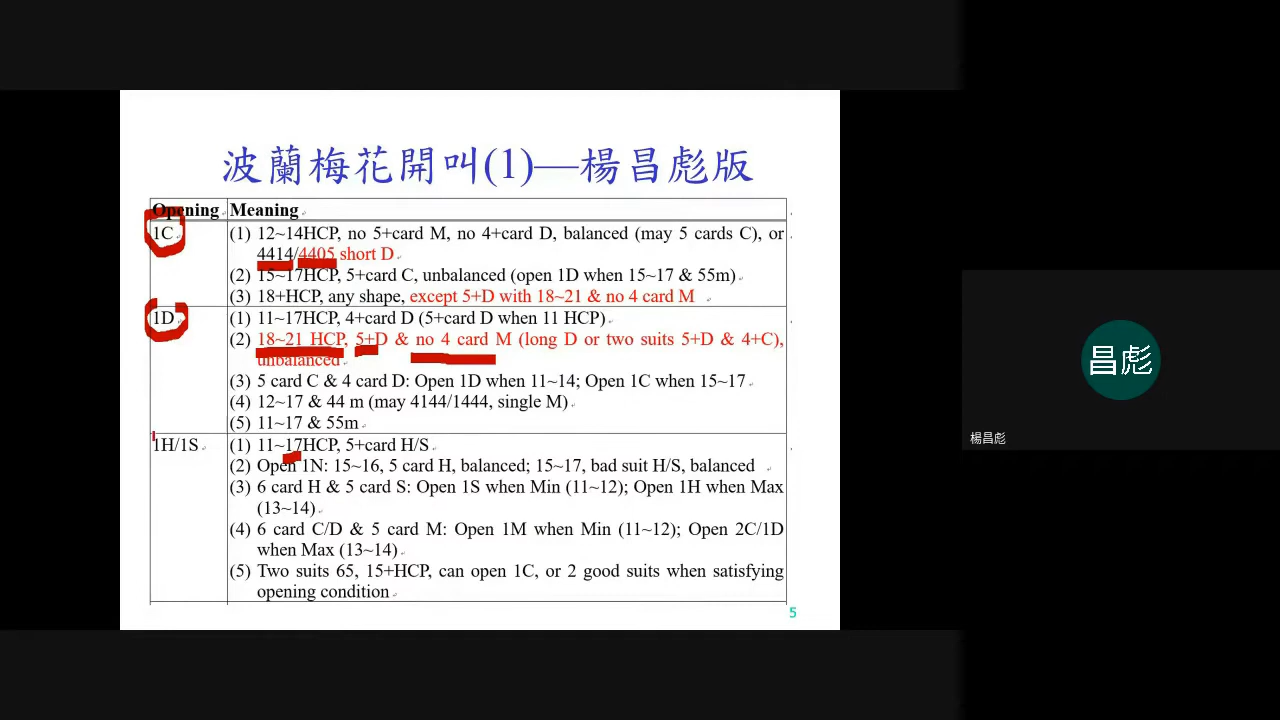 波蘭梅花開叫(1)—楊昌彪版
Opening Meaning
1C (1) 12~14HCP, no 5+card M, no 4+card D, balanced (may 5 cards C), or
4414/4405 short D
(2) 15~17HCP, 5+card C, unbalanced (open 1D when 15~17 & 55m)
(3) 18+HCP, any shape, except 5+D with 18~21 & no 4 card M
1D (1) 11~17HCP, 4+card D (5+card D when 11 HCP)
(2) 18~21 HCP, 5+D & no 4 card M (long D or two suits 5+D & 4+C),
unbalanced
(3) 5 card C & 4 card D: Open 1D when 11~14; Open 1C when 15~17
(4) 12~17 & 44 m (may 4144/1444, single M)
(5) 11~17 & 55m
1H/1S (1) 11~17HCP, 5+card H/S
(2) Open 1N: 15~16, 5 card H, balanced; 15~17, bad suit H/S, balanced
(3) 6 card H & 5 card S: Open 1S when Min (11~12); Open 1H when Max
(13~14)
(4) 6 card C/D & 5 card M: Open 1M when Min (11~12); Open 2C/1D
when Max (13~14)
(5) Two suits 65, 15+HCP, can open 1C, or 2 good suits when satisfying
opening condition
5
昌彪
楊昌彪